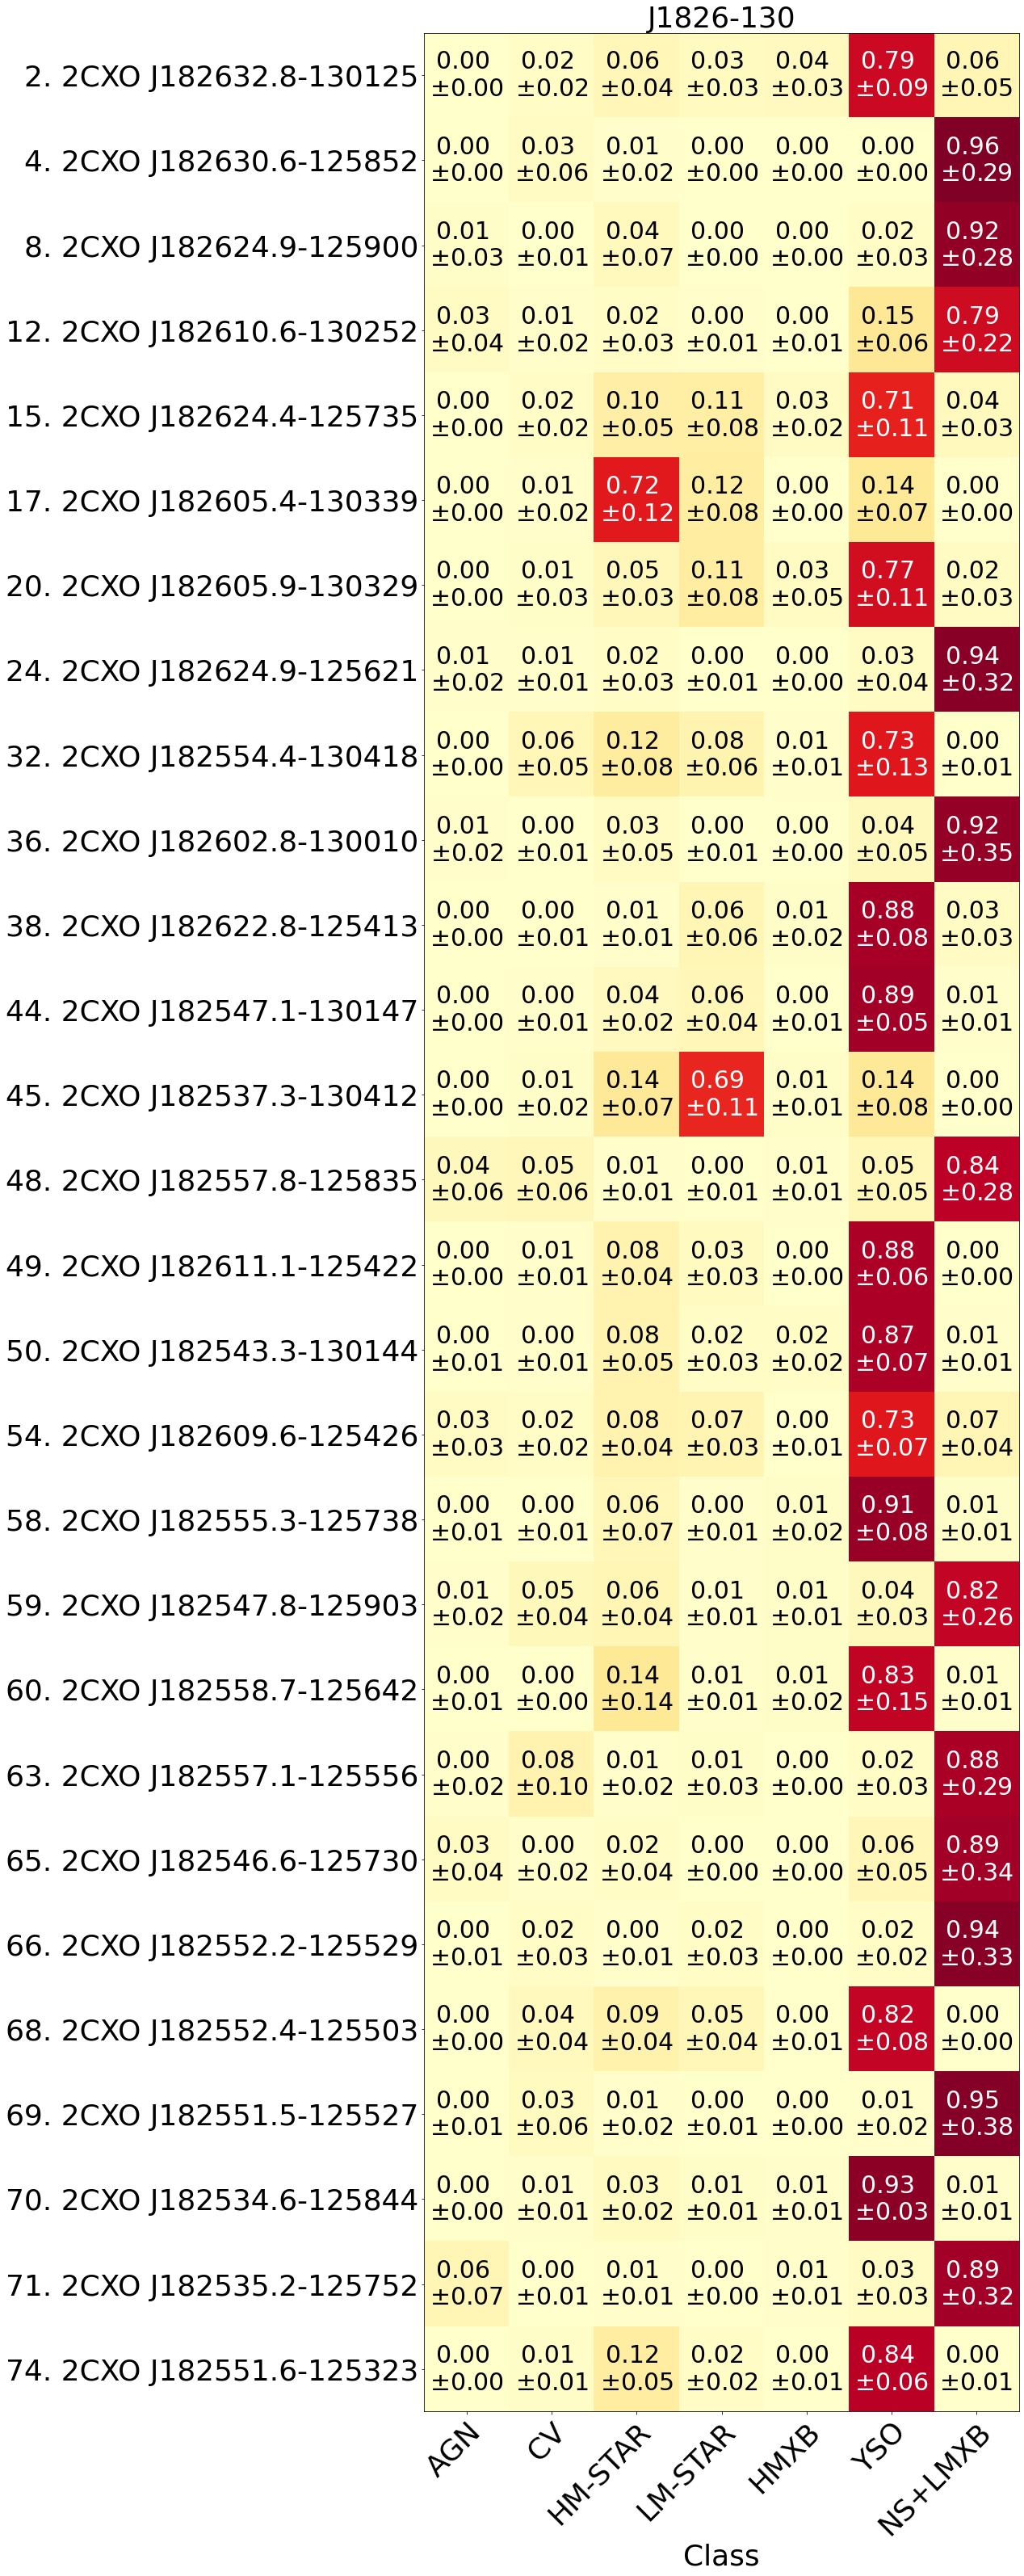 J1826-130
2. 2CXO J182632.8-130125 0.00 0.02 0.06 0.03 0.04 0.79 0.06
±0.00 ±0.02 ±0.04 ±0.03 ±0.03 ±0.09 ±0.05
4. 2CXO J182630.6-125852 0.00 0.03 0.01 0.00 0.00 0.00 0.96
±0.00 ±0.06 ±0.02 ±0.00 ±0.00 ±0.00 ±0.29
8. 2CXO J182624.9-125900 0.01 0.00 0.04 0.00 0.00 0.02 0.92
±0.03 ±0.01 ±0.07 ±0.00 ±0.00 ±0.03 ±0.28
12. 2CXO J182610.6-130252 0.03 0.01 0.02 0.00 0.00 0.15 0.79
±0.04 ±0.02 ±0.03 ±0.01 ±0.01 ±0.06 ±0.22
15. 2CXO J182624.4-125735 0.00 0.02 0.10 0.11 0.03 0.71 0.04
±0.00 ±0.02 ±0.05 ±0.08 ±0.02 ±0.11 ±0.03
17. 2CXO J182605.4-130339 0.00 0.01 0.72 0.12 0.00 0.14 0.00
±0.00 ±0.02 ±0.12 ±0.08 ±0.00 ±0.07 ±0.00
20. 2CXO J182605.9-130329 0.00 0.01 0.05 0.11 0.03 0.77 0.02
±0.00 ±0.03 ±0.03 ±0.08 ±0.05 ±0.11 ±0.03
24. 2CXO J182624.9-125621 0.01 0.01 0.02 0.00 0.00 0.03 0.94
±0.02 ±0.01 ±0.03 ±0.01 ±0.00 ±0.04 ±0.32
32. 2CXO J182554.4-130418 0.00 0.06 0.12 0.08 0.01 0.73 0.00
±0.00 ±0.05 ±0.08 ±0.06 ±0.01 ±0.13 ±0.01
36. 2CXO J182602.8-130010 0.01 0.00 0.03 0.00 0.00 0.04 0.92
±0.02 ±0.01 ±0.05 ±0.01 ±0.00 ±0.05 ±0.35
38. 2CXO J182622.8-125413 0.00 0.00 0.01 0.06 0.01 0.88 0.03
±0.00 ±0.01 ±0.01 ±0.06 ±0.02 ±0.08 ±0.03
44. 2CXO J182547.1-130147 0.00 0.00 0.04 0.06 0.00 0.89 0.01
±0.00 ±0.01 ±0.02 ±0.04 ±0.01 ±0.05 ±0.01
45. 2CXO J182537.3-130412 0.00 0.01 0.14 0.69 0.01 0.14 0.00
±0.00 ±0.02 ±0.07 ±0.11 ±0.01 ±0.08 ±0.00
48. 2CXO J182557.8-125835 0.04 0.05 0.01 0.00 0.01 0.05 0.84
±0.06 ±0.06 ±0.01 ±0.01 ±0.01 ±0.05 ±0.28
49. 2CXO J182611.1-125422 0.00 0.01 0.08 0.03 0.00 0.88 0.00
±0.00 ±0.01 ±0.04 ±0.03 ±0.00 ±0.06 ±0.00
50. 2CXO J182543.3-130144 0.00 0.00 0.08 0.02 0.02 0.87 0.01
±0.01 ±0.01 ±0.05 ±0.03 ±0.02 ±0.07 ±0.01
54. 2CXO J182609.6-125426 0.03 0.02 0.08 0.07 0.00 0.73 0.07
±0.03 ±0.02 ±0.04 ±0.03 ±0.01 ±0.07 ±0.04
58. 2CXO J182555.3-125738 0.00 0.00 0.06 0.00 0.01 0.91 0.01
±0.01 ±0.01 ±0.07 ±0.01 ±0.02 ±0.08 ±0.01
59. 2CXO J182547.8-125903 0.01 0.05 0.06 0.01 0.01 0.04 0.82
±0.02 ±0.04 ±0.04 ±0.01 ±0.01 ±0.03 ±0.26
60. 2CXO J182558.7-125642 0.00 0.00 0.14 0.01 0.01 0.83 0.01
±0.01 ±0.00 ±0.14 ±0.01 ±0.02 ±0.15 ±0.01
63. 2CXO J182557.1-125556 0.00 0.08 0.01 0.01 0.00 0.02 0.88
±0.02 ±0.10 ±0.02 ±0.03 ±0.00 ±0.03 ±0.29
65. 2CXO J182546.6-125730 0.03 0.00 0.02 0.00 0.00 0.06 0.89
±0.04 ±0.02 ±0.04 ±0.00 ±0.00 ±0.05 ±0.34
66. 2CXO J182552.2-125529 0.00 0.02 0.00 0.02 0.00 0.02 0.94
±0.01 ±0.03 ±0.01 ±0.03 ±0.00 ±0.02 ±0.33
68. 2CXO J182552.4-125503 0.00 0.04 0.09 0.05 0.00 0.82 0.00
±0.00 ±0.04 ±0.04 ±0.04 ±0.01 ±0.08 ±0.00
69. 2CXO J182551.5-125527 0.00 0.03 0.01 0.00 0.00 0.01 0.95
±0.01 ±0.06 ±0.02 ±0.01 ±0.00 ±0.02 ±0.38
70. 2CXO J182534.6-125844 0.00 0.01 0.03 0.01 0.01 0.93 0.01
±0.00 ±0.01 ±0.02 ±0.01 ±0.01 ±0.03 ±0.01
71. 2CXO J182535.2-125752 0.06 0.00 0.01 0.00 0.01 0.03 0.89
±0.07 ±0.01 ±0.01 ±0.00 ±0.01 ±0.03 ±0.32
74. 2CXO J182551.6-125323 0.00 0.01 0.12 0.02 0.00 0.84 0.00
±0.00 ±0.01 ±0.05 ±0.02 ±0.01 ±0.06 ±0.01
AGN CV HM-STAR LM-STAR HMXB YSO NS+LMXB
Class